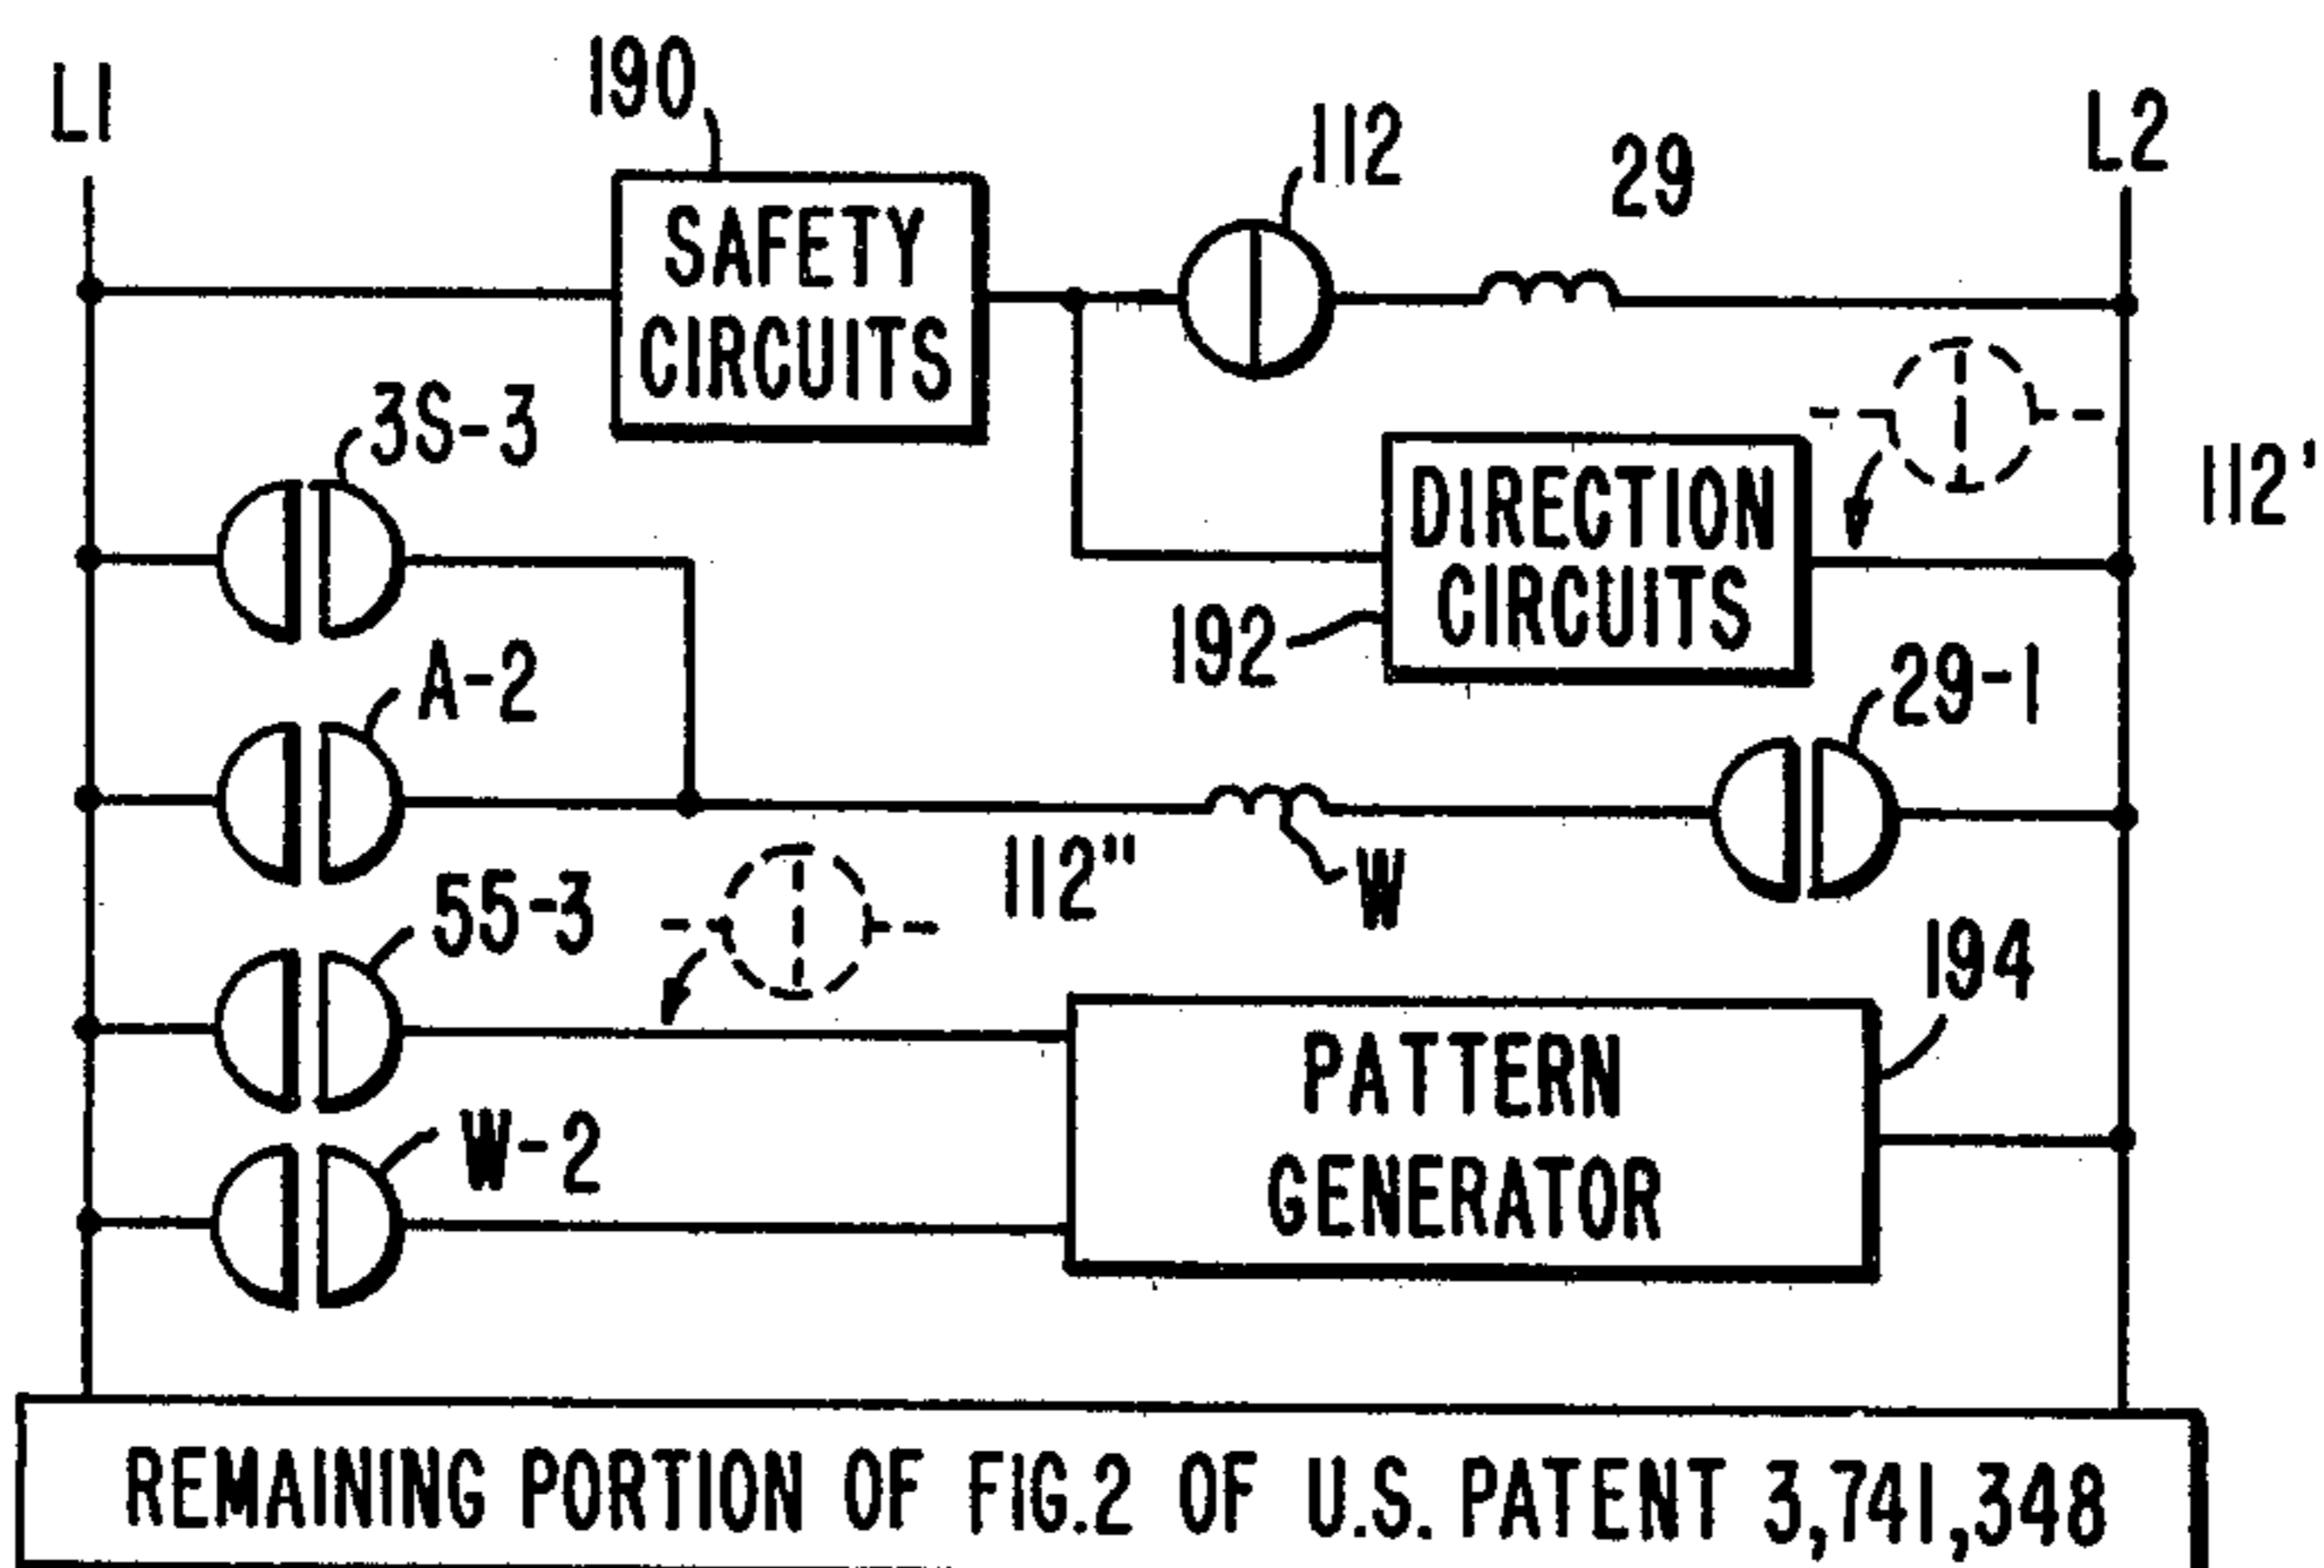 L1
190
112
29
L2
SAFETY
CIRCUITS
3S-3
112'
DIRECTION
CIRCUITS
192
A-2
29-1
112"
W
55-3
194
PATTERN
GENERATOR
W-2
REMAINING PORTION OF FIG.2 OF U.S. PATENT 3,741,348